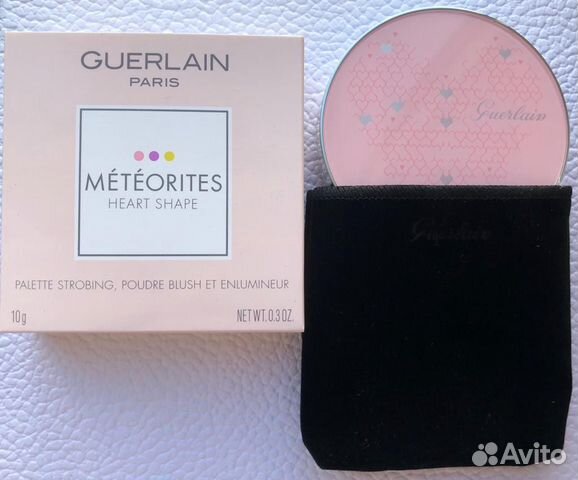 GUERLAIN
PARIS
MÉTÉORITES
HEART SHAPE
PALETTE STROBING, POUDRE BLUSH ET ENLUMINEUR
10g NET WT. 0.3 OZ.
Guerlain
Guerlain
Avito